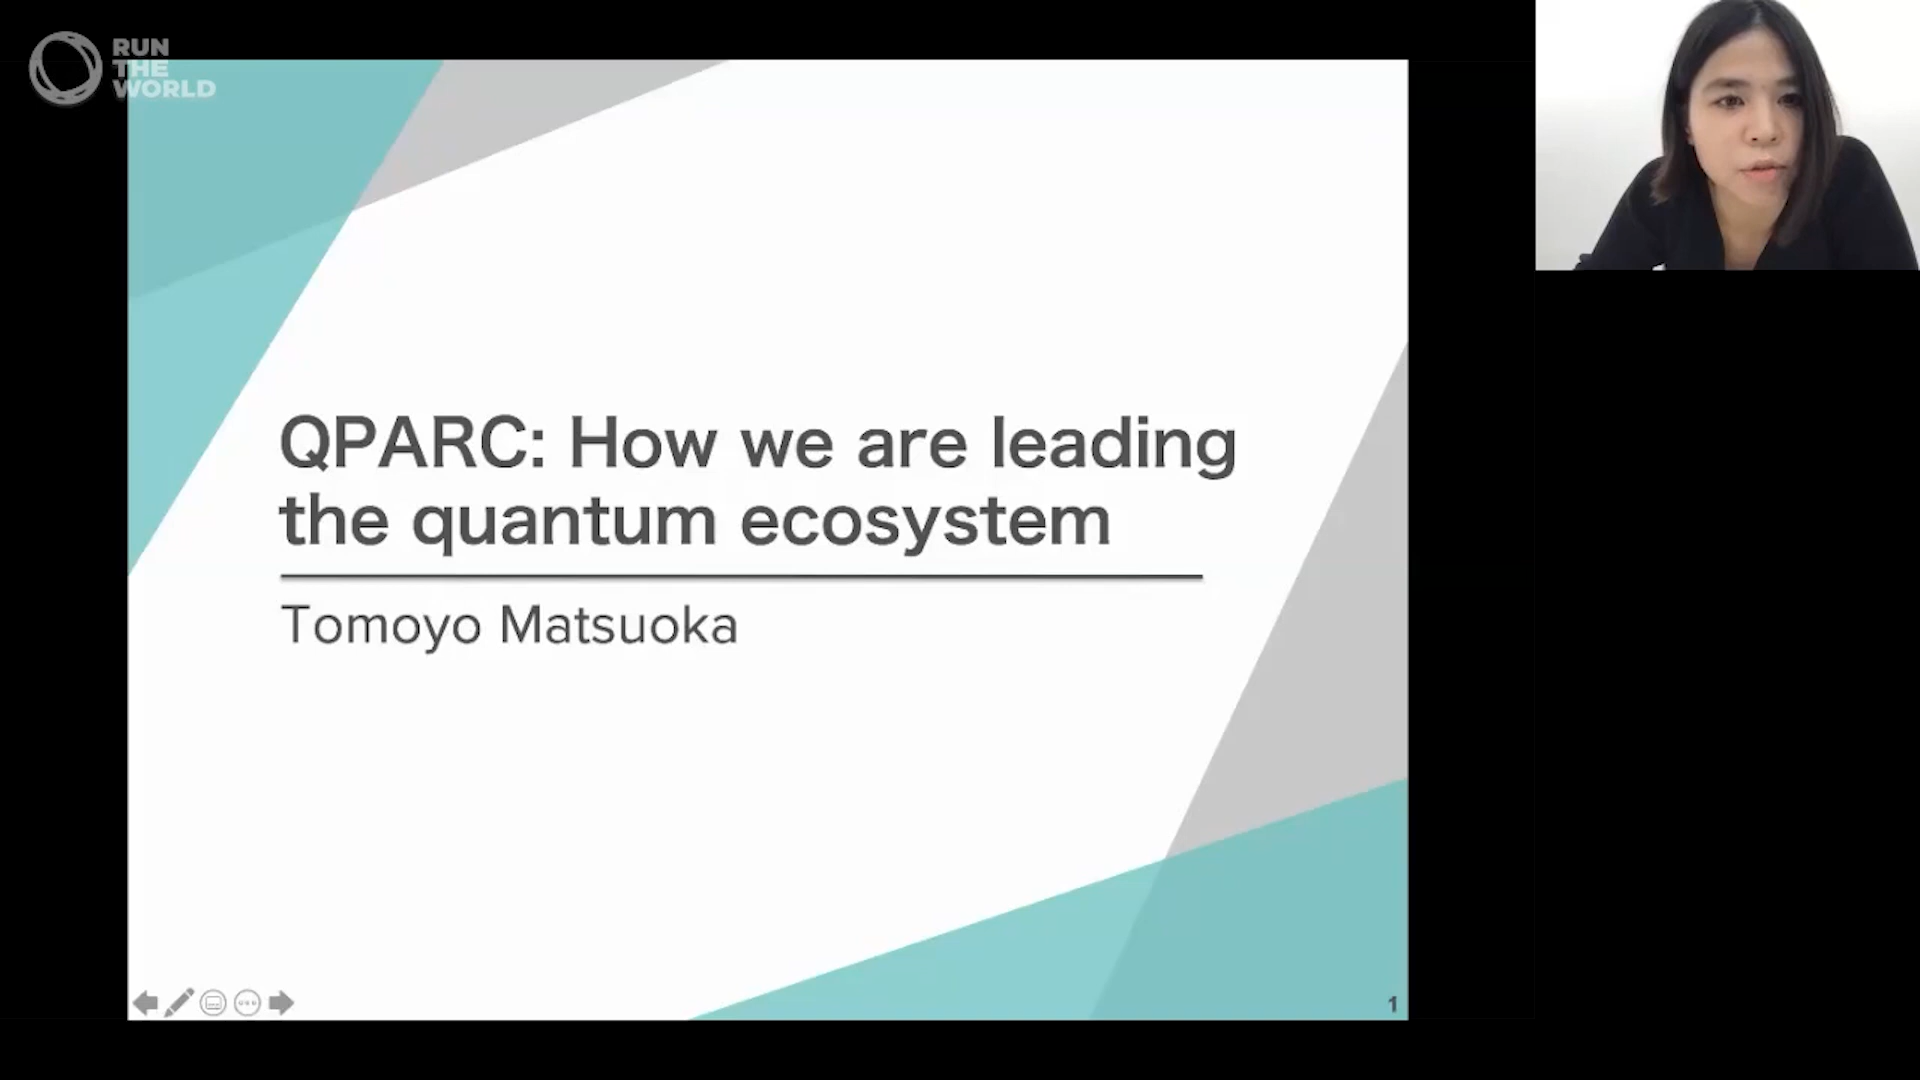 RUN
THE
WORLD
QPARC: How we are leading
the quantum ecosystem
Tomoyo Matsuoka
1